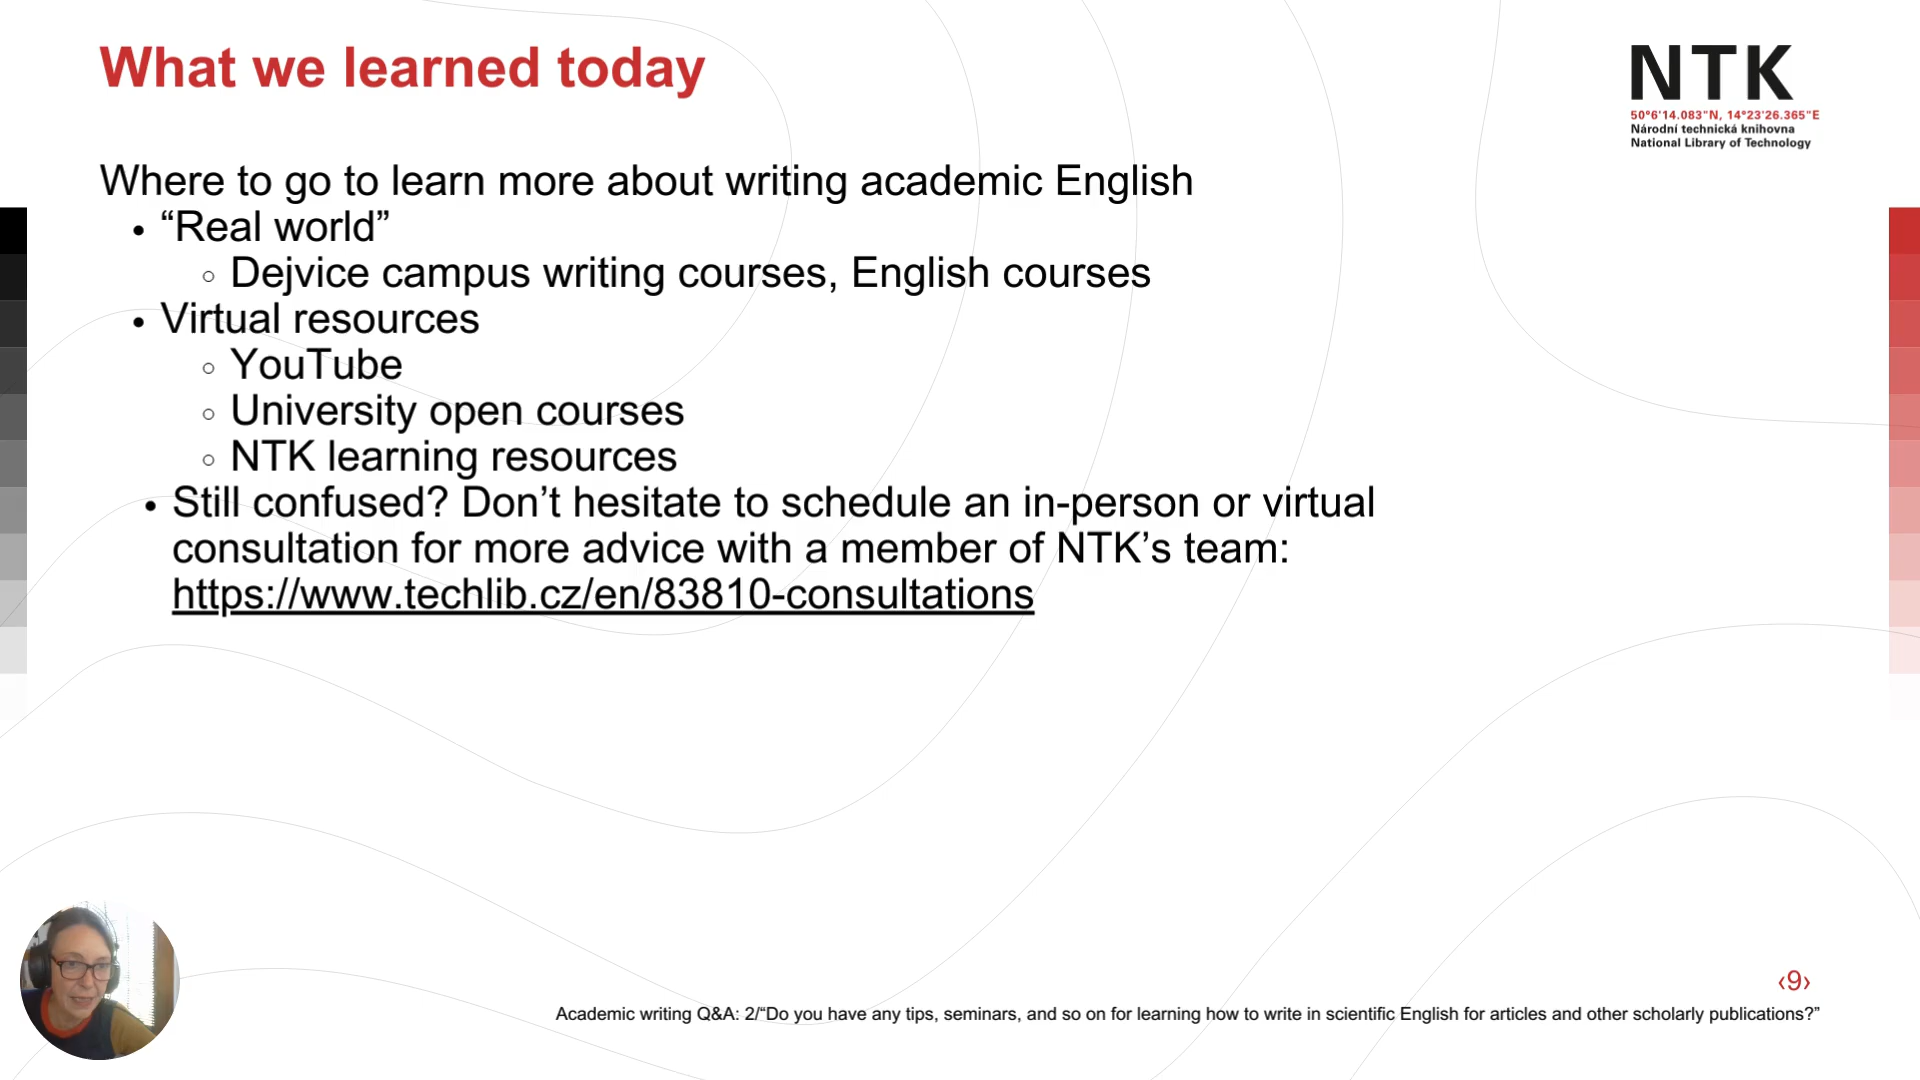 What we learned today
NTK
50°6'14.083"N, 14°23'26.365"E
Národní technická knihovna
National Library of Technology
Where to go to learn more about writing academic English
• “Real world”
○ Dejvice campus writing courses, English courses
• Virtual resources
○ YouTube
○ University open courses
○ NTK learning resources
• Still confused? Don’t hesitate to schedule an in-person or virtual
consultation for more advice with a member of NTK’s team:
https://www.techlib.cz/en/83810-consultations
‹9›
Academic writing Q&A: 2/“Do you have any tips, seminars, and so on for learning how to write in scientific English for articles and other scholarly publications?”